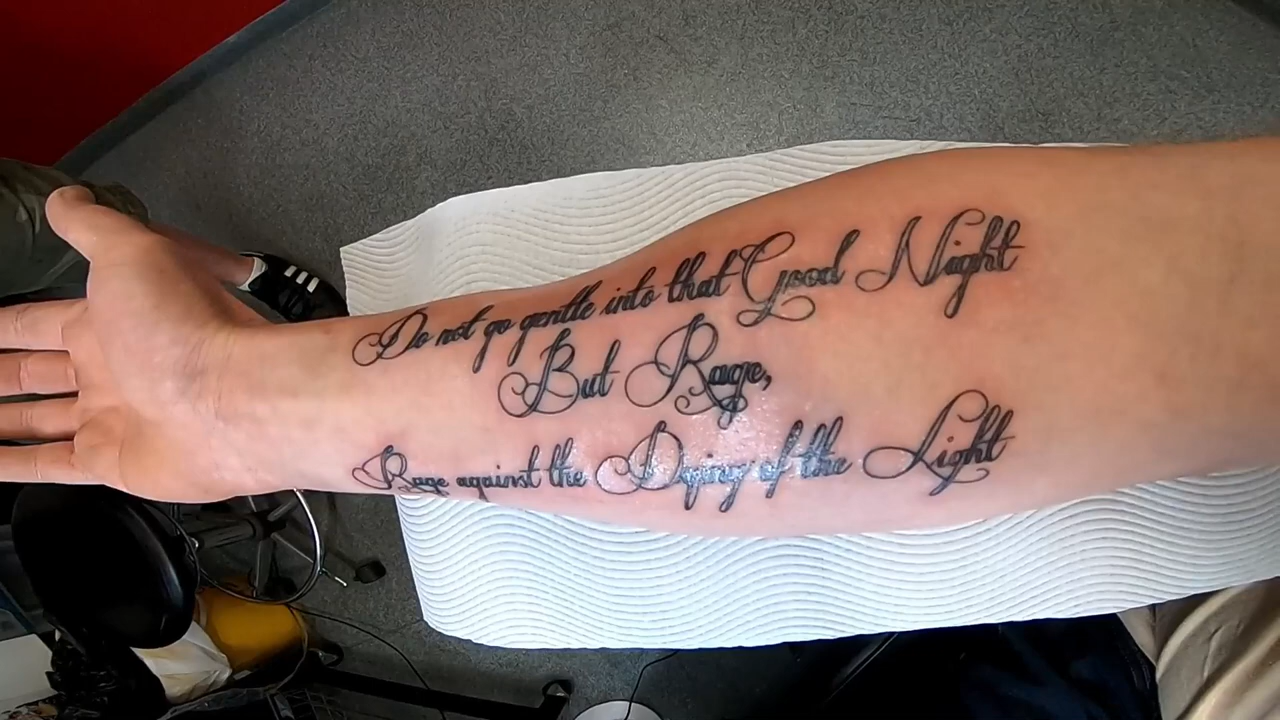 Do not go gentle into that Good Night
But Rage,
Rage against the Dying of the Light